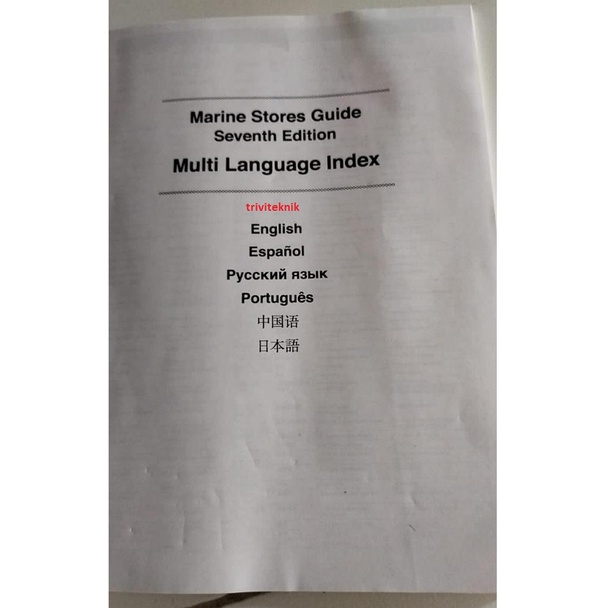 Marine Stores Guide
Seventh Edition
Multi Language Index
triviteknik
English
Español
Русский язык
Português
中国语
日本語